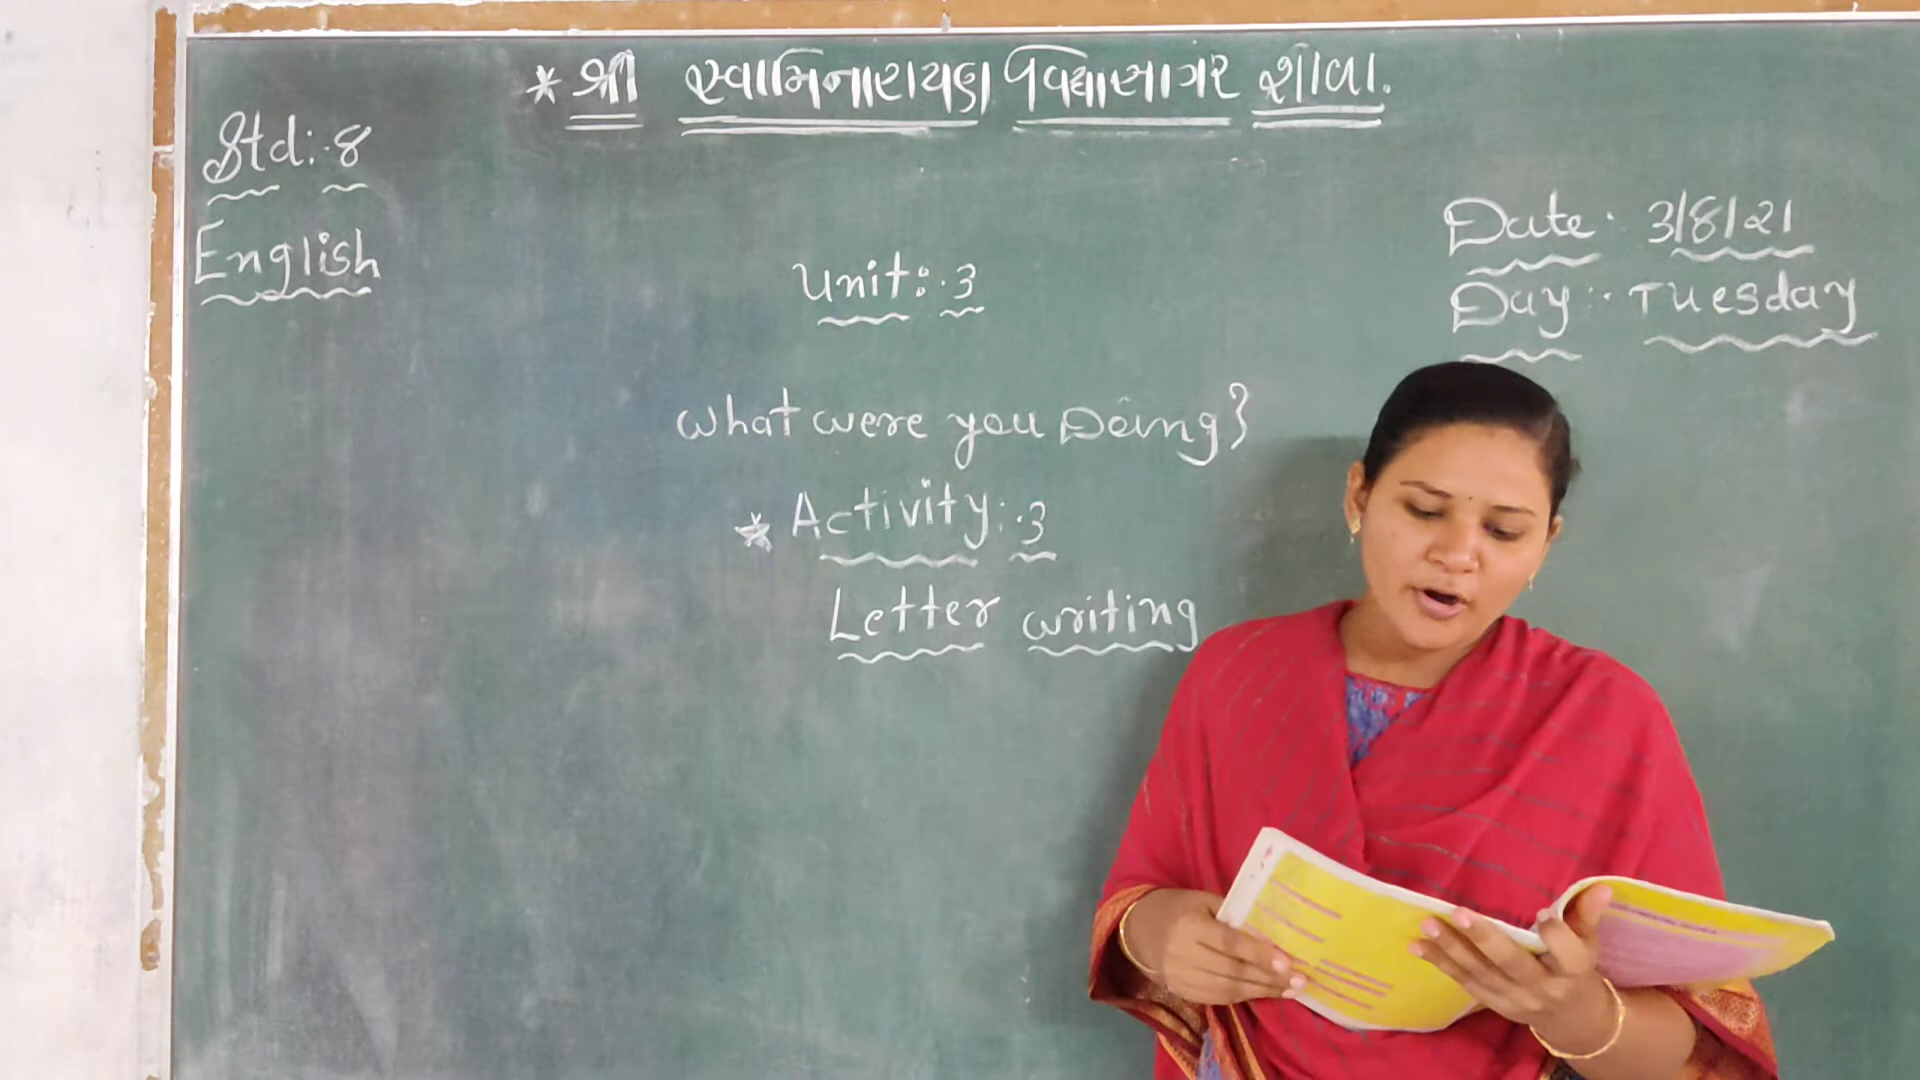 * શ્રી સ્વામિનારાયણ વિદ્યાસાગર શાળા.
Std:- 8
English
Date:- 3/8/21
Day:- Tuesday
Unit:- 3
What were you Doing?
* Activity:- 3
Letter writing